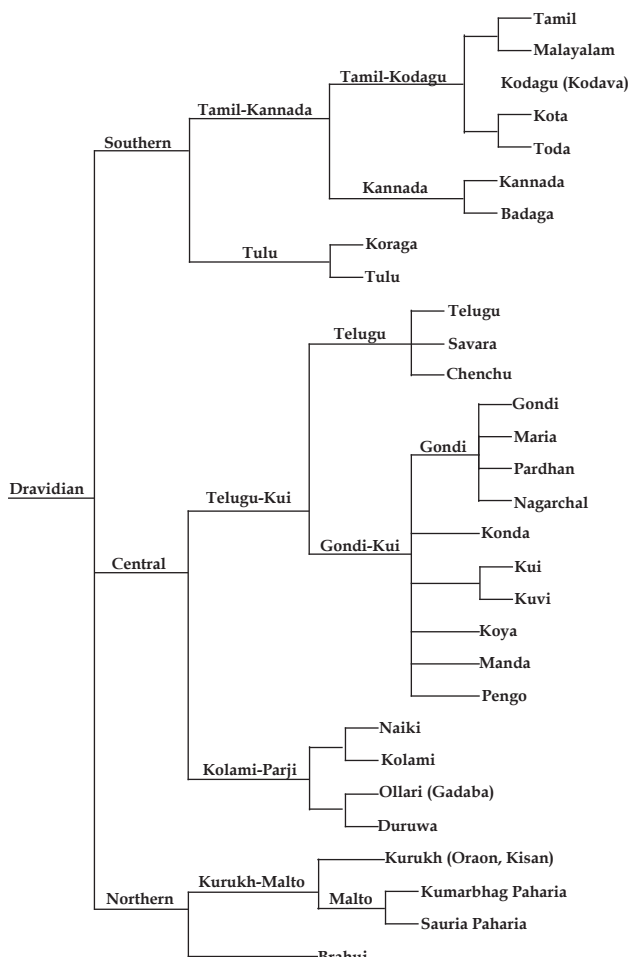 Tamil
Malayalam
Tamil-Kodagu
Kodagu (Kodava)
Tamil-Kannada
Kota
Southern
Toda
Kannada
Kannada
Badaga
Koraga
Tulu
Tulu
Telugu
Telugu
Savara
Chenchu
Gondi
Maria
Gondi
Pardhan
Dravidian
Telugu-Kui
Nagarchal
Konda
Gondi-Kui
Central
Kui
Kuvi
Koya
Manda
Pengo
Naiki
Kolami
Kolami-Parji
Ollari (Gadaba)
Duruwa
Kurukh (Oraon, Kisan)
Kurukh-Malto
Kumarbhag Paharia
Northern
Malto
Sauria Paharia
Brahui